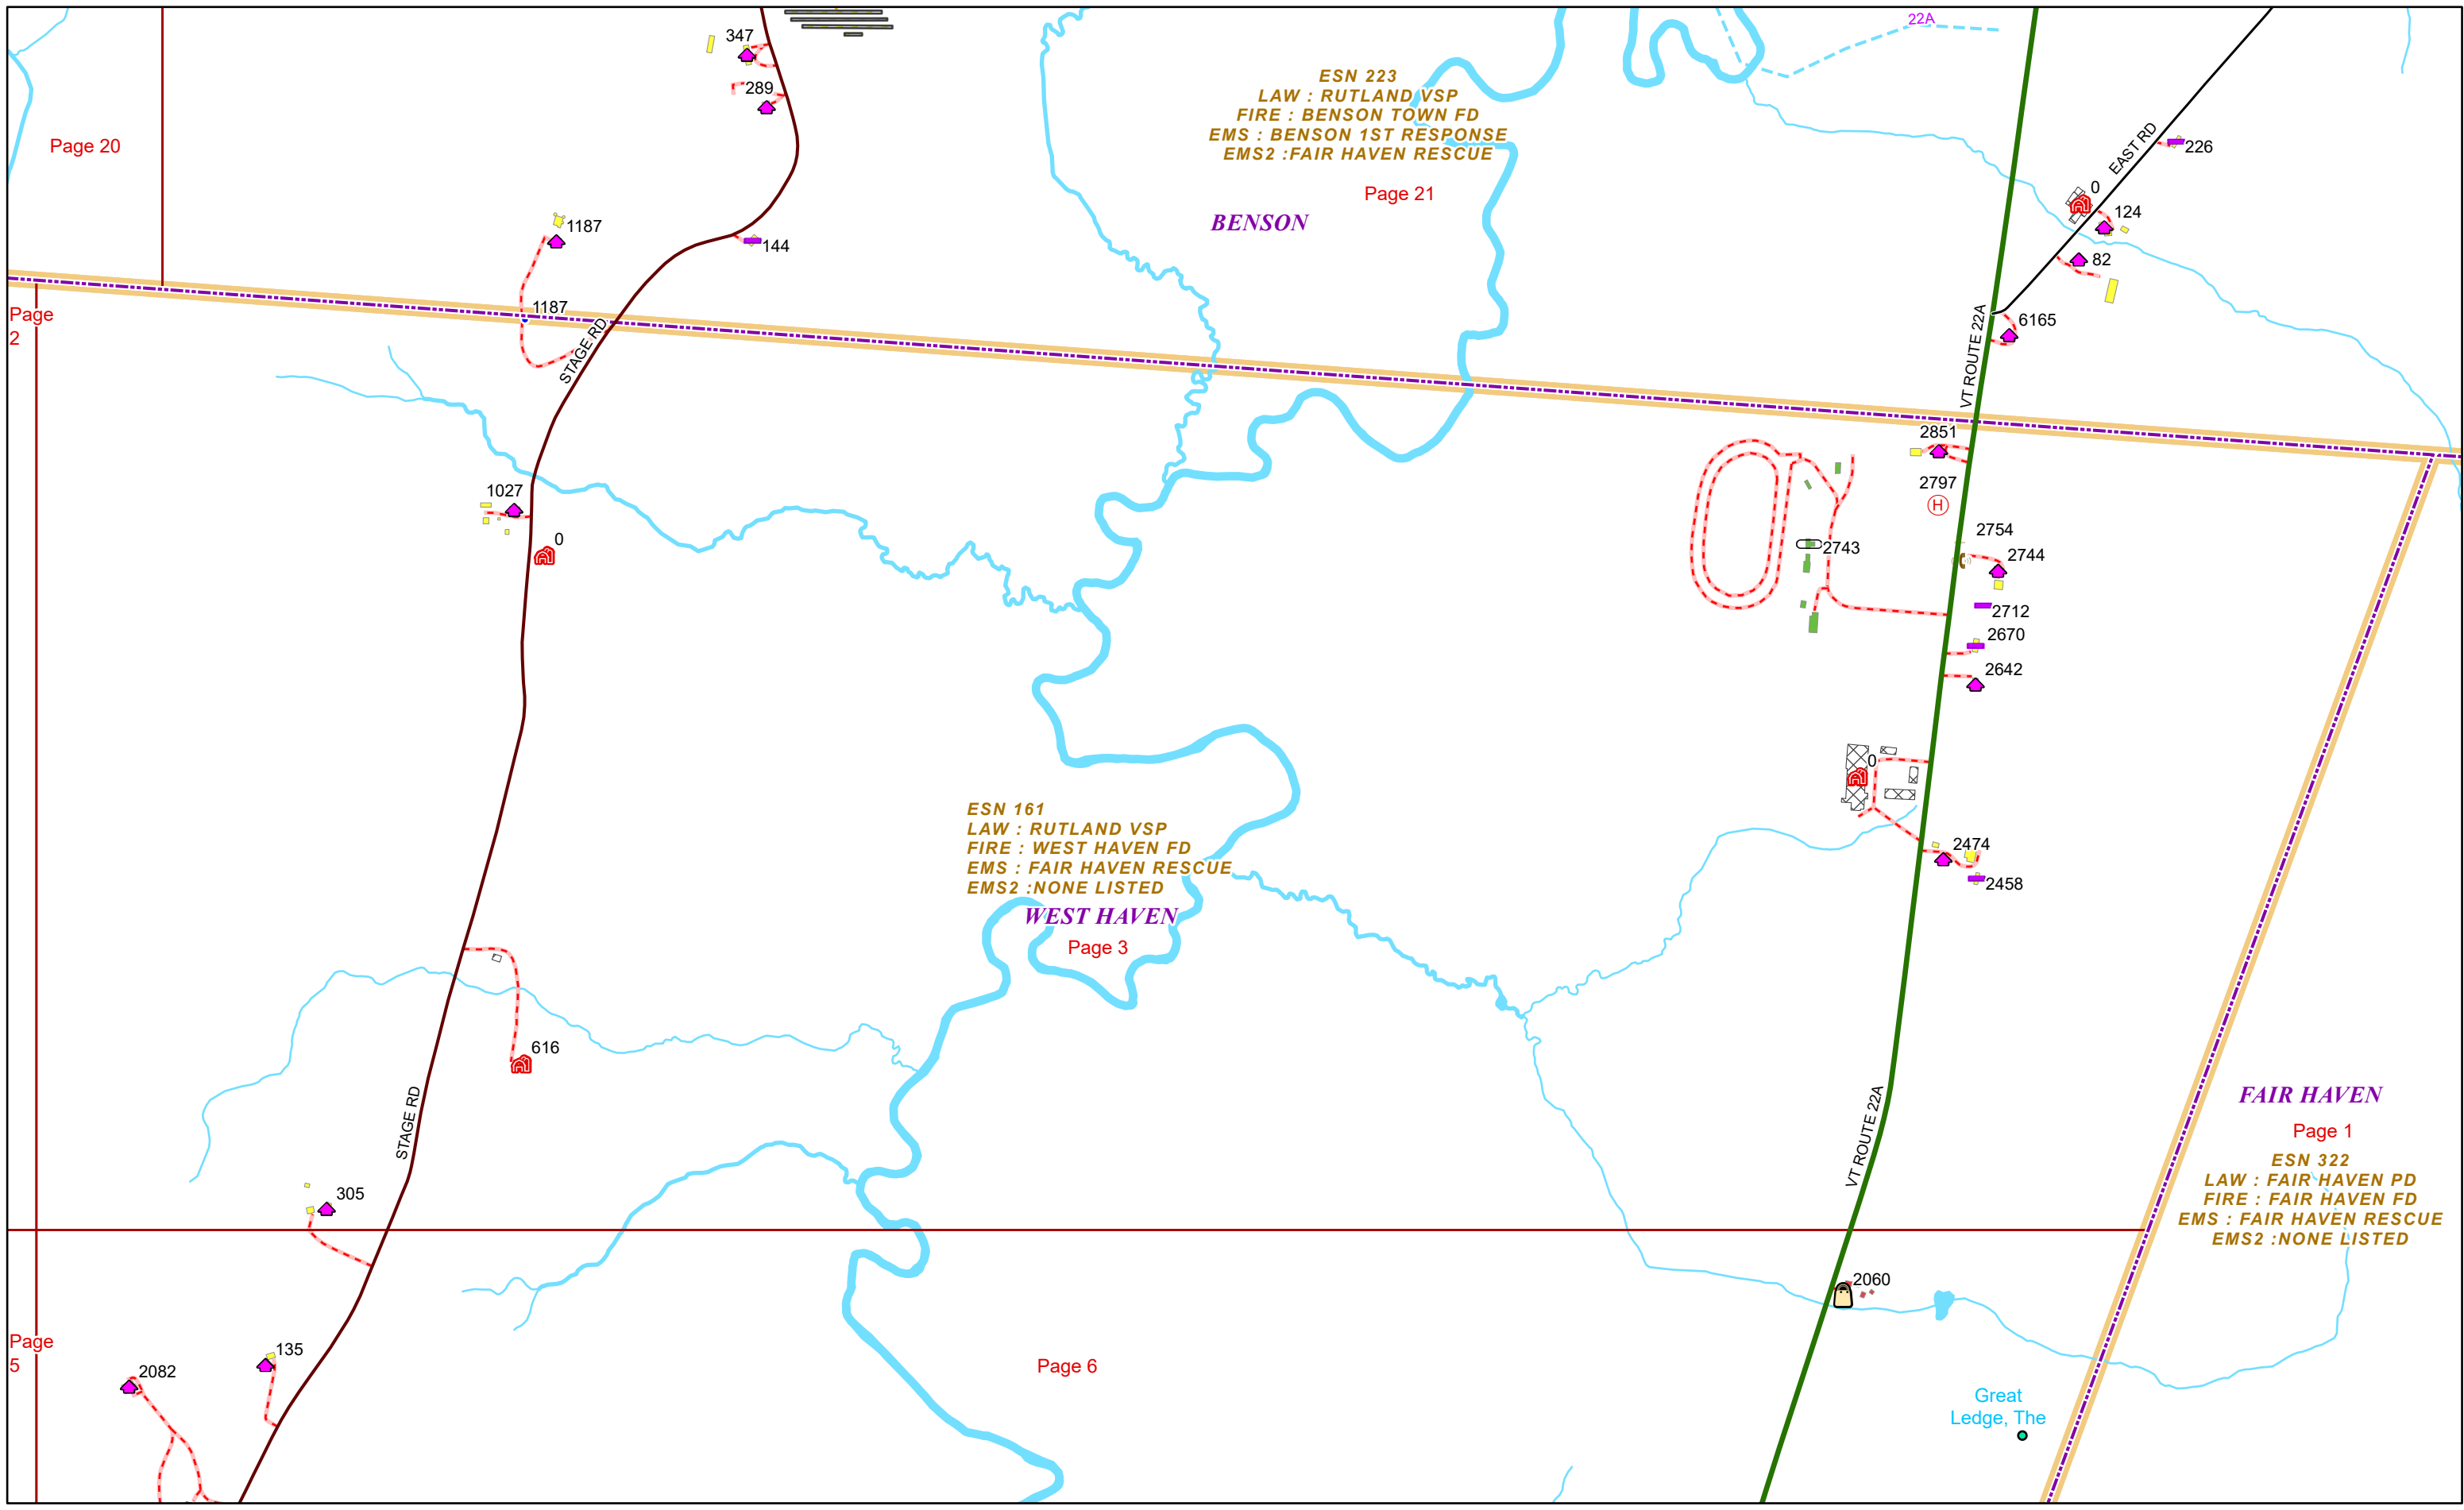 22A
347
ESN 223
LAW : RUTLAND VSP
FIRE : BENSON TOWN FD
EMS : BENSON 1ST RESPONSE
EMS2 :FAIR HAVEN RESCUE
289
Page 20
EAST RD
226
Page 21
0
124
BENSON
1187
144
82
Page
2
1187
STAGE RD
VT ROUTE 22A
6165
2851
2797
H
1027
0
2754
2743
2744
2712
2670
2642
0
ESN 161
LAW : RUTLAND VSP
FIRE : WEST HAVEN FD
EMS : FAIR HAVEN RESCUE
EMS2 :NONE LISTED
2474
2458
WEST HAVEN
Page 3
616
STAGE RD
VT ROUTE 22A
FAIR HAVEN
Page 1
ESN 322
LAW : FAIR HAVEN PD
FIRE : FAIR HAVEN FD
EMS : FAIR HAVEN RESCUE
EMS2 :NONE LISTED
305
2060
Page
5
135
2082
Page 6
Great
Ledge, The